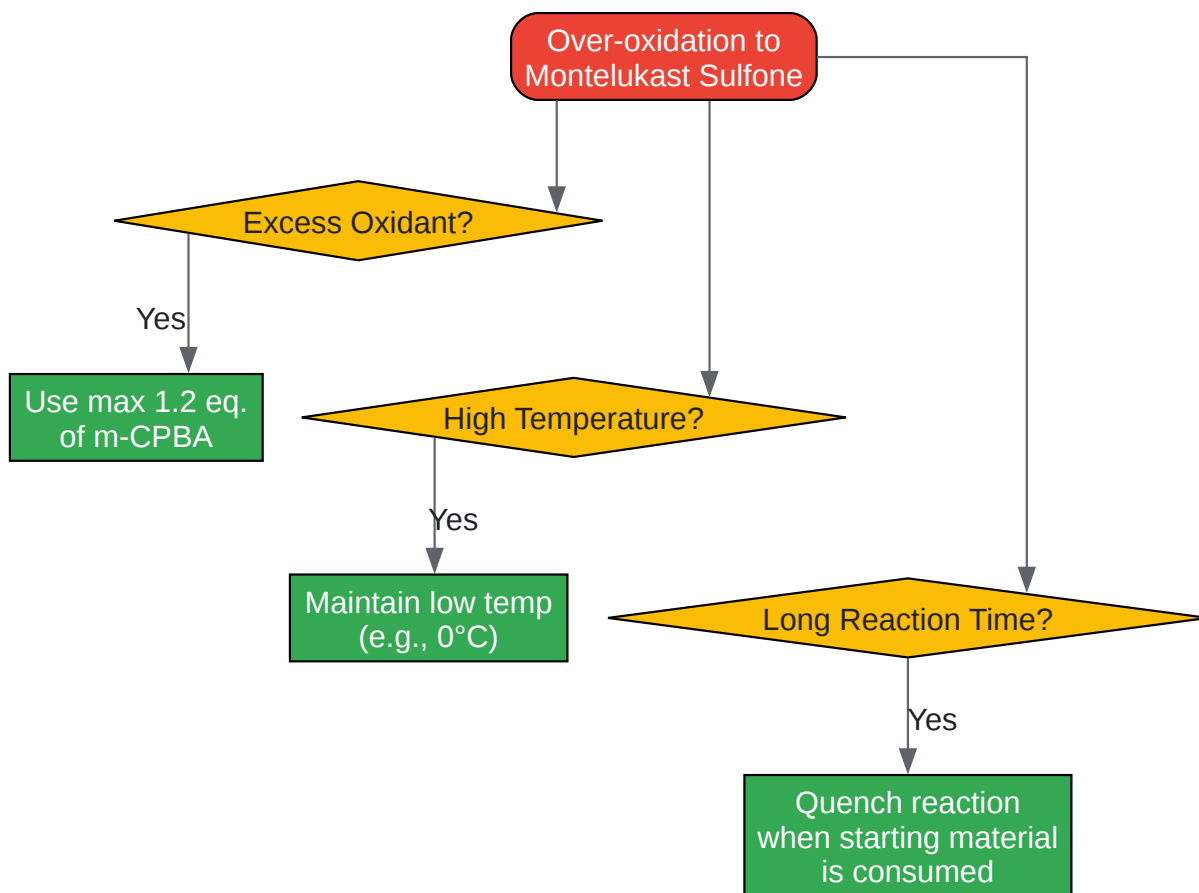 Over-oxidation to
Montelukast Sulfone
Excess Oxidant?
Yes
Use max 1.2 eq.
of m-CPBA
High Temperature?
Yes
Maintain low temp
(e.g., 0°C)
Long Reaction Time?
Yes
Quench reaction
when starting material
is consumed